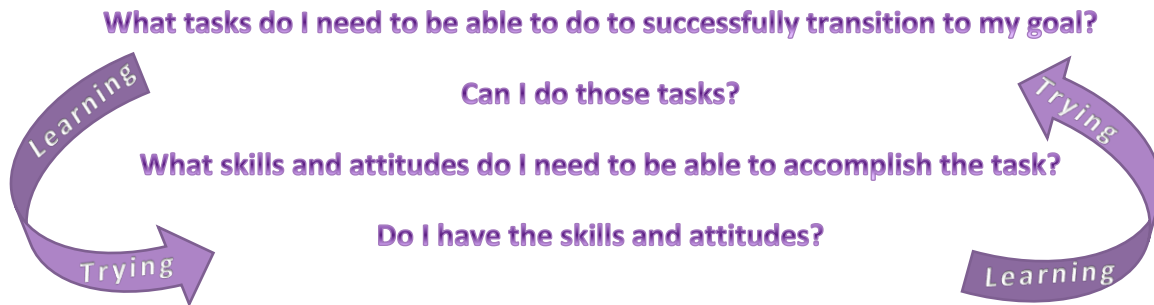 What tasks do I need to be able to do to successfully transition to my goal?
Learning
Trying
Can I do those tasks?
What skills and attitudes do I need to be able to accomplish the task?
Do I have the skills and attitudes?
Trying
Learning